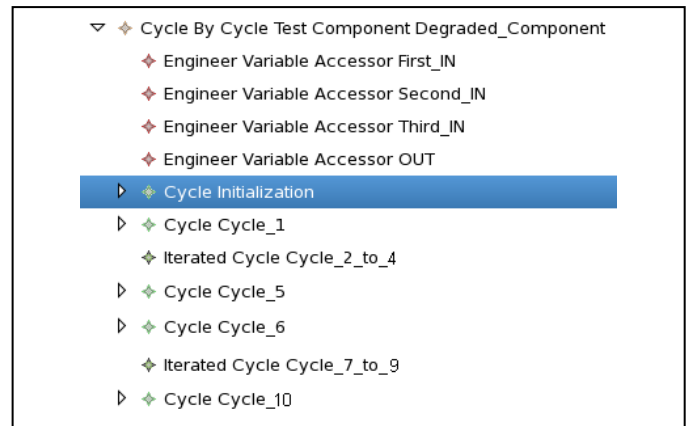 Cycle By Cycle Test Component Degraded_Component
Engineer Variable Accessor First_IN
Engineer Variable Accessor Second_IN
Engineer Variable Accessor Third_IN
Engineer Variable Accessor OUT
Cycle Initialization
Cycle Cycle_1
Iterated Cycle Cycle_2_to_4
Cycle Cycle_5
Cycle Cycle_6
Iterated Cycle Cycle_7_to_9
Cycle Cycle_10